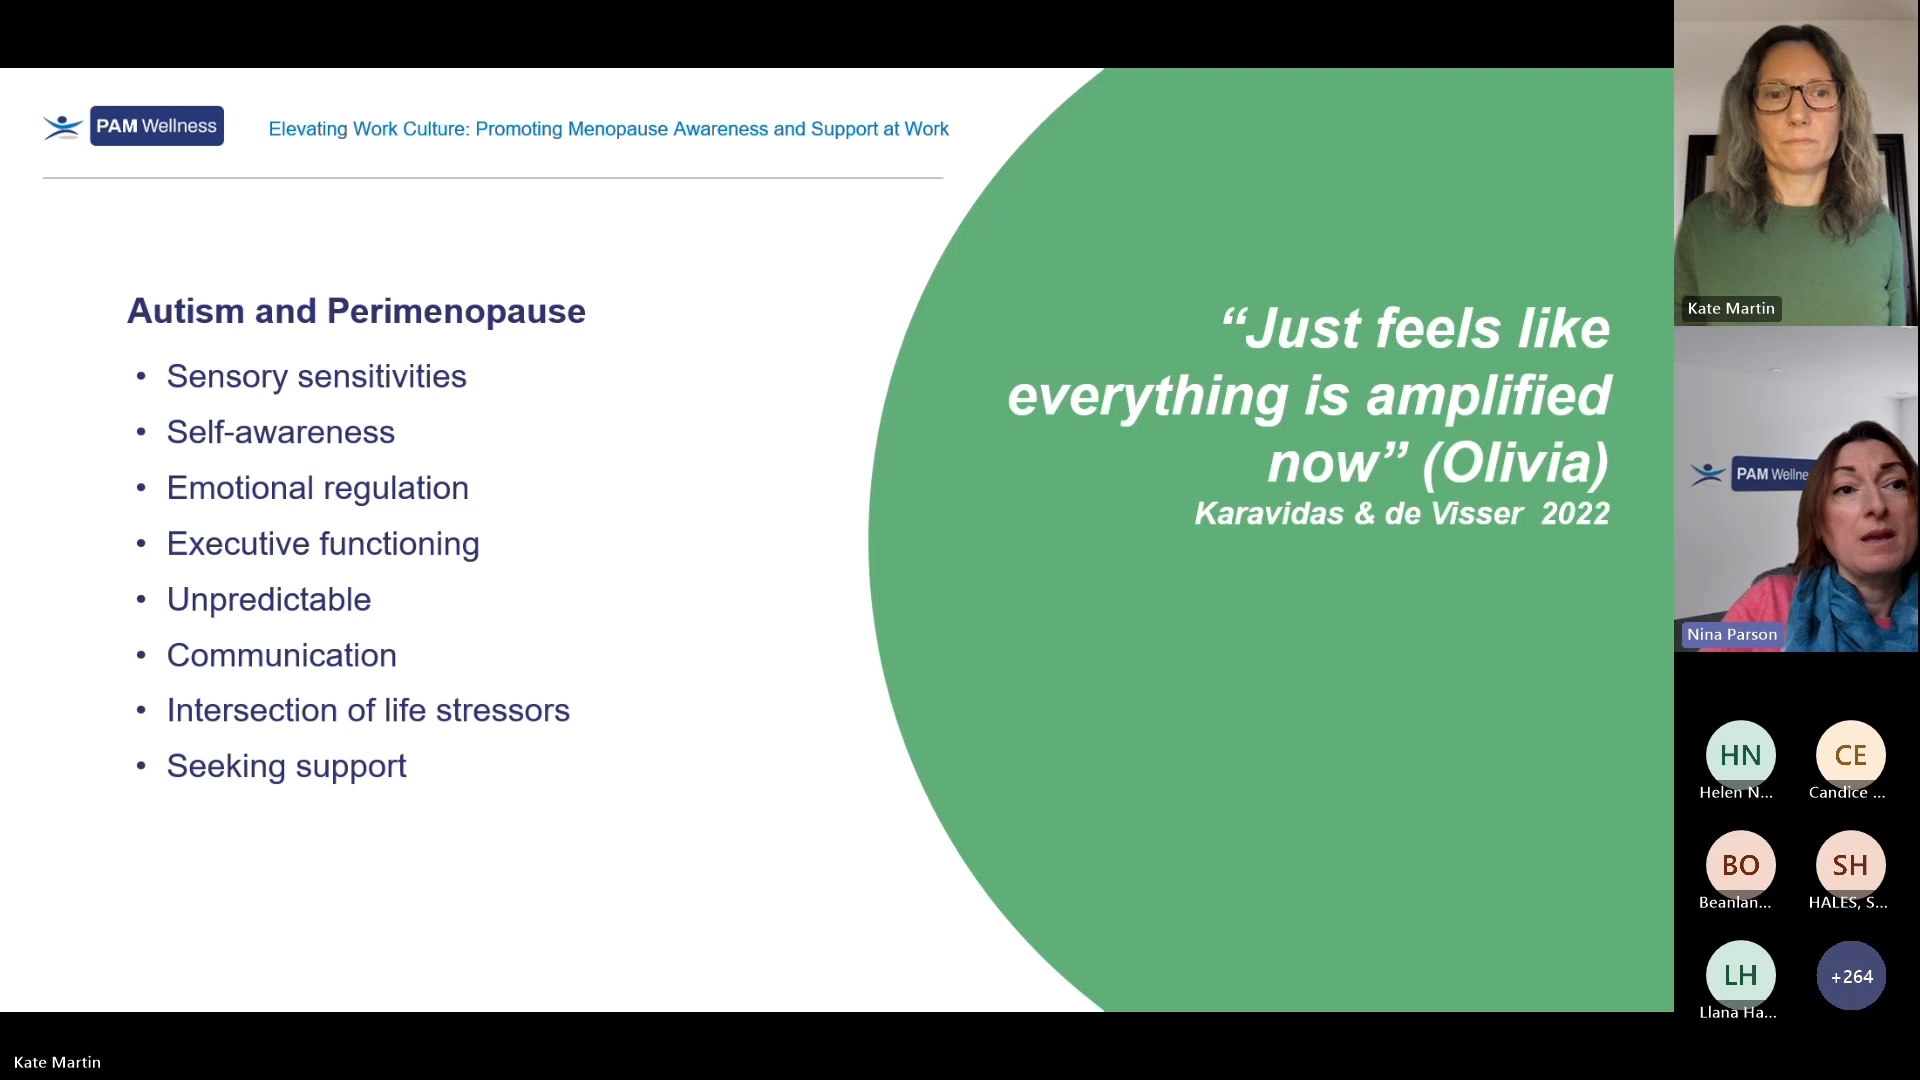 PAM Wellness
Elevating Work Culture: Promoting Menopause Awareness and Support at Work
Autism and Perimenopause
• Sensory sensitivities
• Self-awareness
• Emotional regulation
• Executive functioning
• Unpredictable
• Communication
• Intersection of life stressors
• Seeking support
“Just feels like
everything is amplified
now” (Olivia)
Karavidas & de Visser 2022
Kate Martin
PAM Wellne
Nina Parson
HN
Helen N...
CE
Candice ...
BO
Beanlan...
SH
HALES, S...
LH
Llana Ha...
+264
Kate Martin